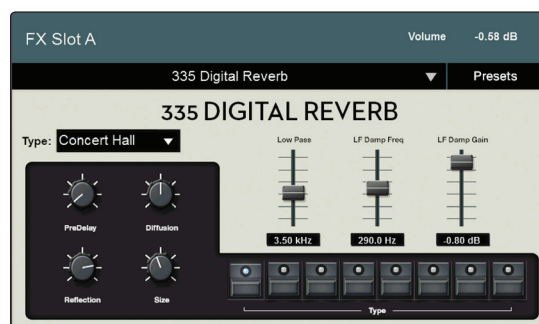 FX Slot A Volume -0.58 dB
335 Digital Reverb Presets
335 DIGITAL REVERB
Type: Concert Hall
Low Pass LF Damp Freq LF Damp Gain
PreDelay Diffusion
3.50 kHz 290.0 Hz -0.80 dB
Reflection Size
Type